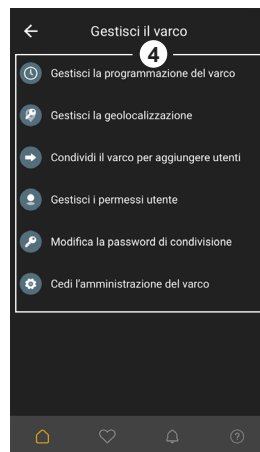 Gestisci il varco
4
Gestisci la programmazione del varco
Gestisci la geolocalizzazione
Condividi il varco per aggiungere utenti
Gestisci i permessi utente
Modifica la password di condivisione
Cedi l'amministrazione del varco
?